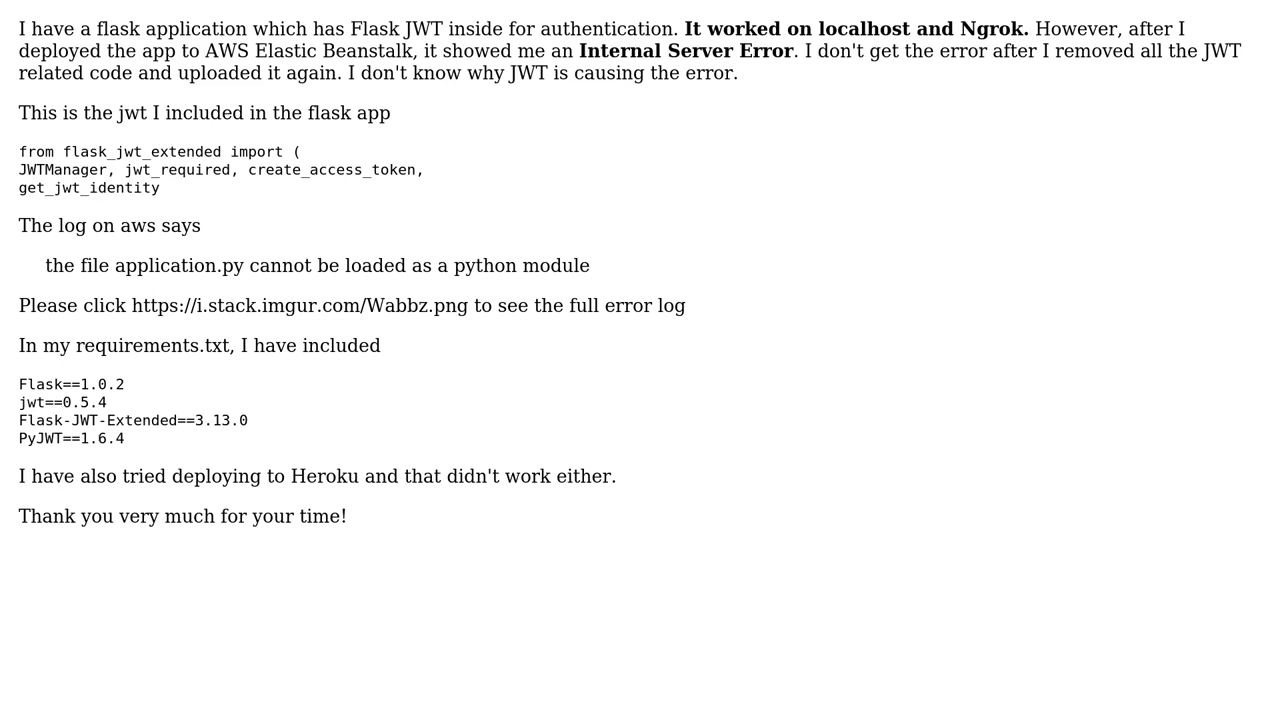 I have a flask application which has Flask JWT inside for authentication. It worked on localhost and Ngrok. However, after I
deployed the app to AWS Elastic Beanstalk, it showed me an Internal Server Error. I don't get the error after I removed all the JWT
related code and uploaded it again. I don't know why JWT is causing the error.
This is the jwt I included in the flask app
from flask_jwt_extended import (
JWTManager, jwt_required, create_access_token,
get_jwt_identity
The log on aws says
the file application.py cannot be loaded as a python module
Please click https://i.stack.imgur.com/Wabbz.png to see the full error log
In my requirements.txt, I have included
Flask==1.0.2
jwt==0.5.4
Flask-JWT-Extended==3.13.0
PyJWT==1.6.4
I have also tried deploying to Heroku and that didn't work either.
Thank you very much for your time!